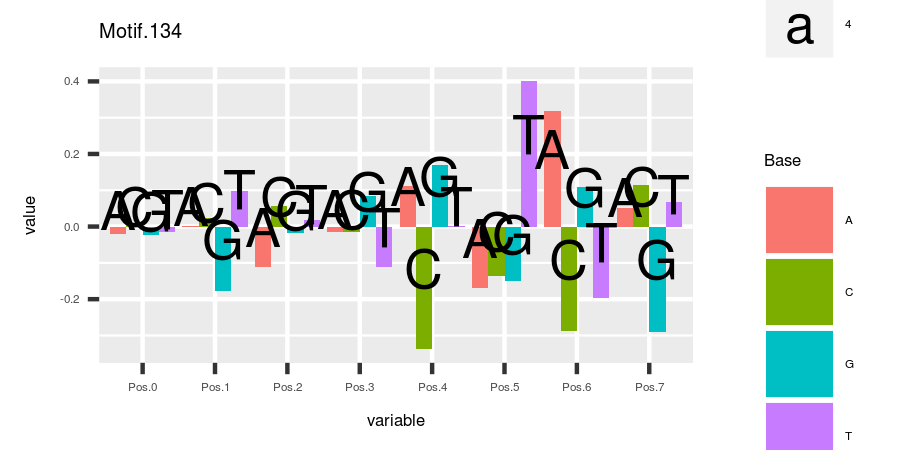 Motif.134
a
4
value
0.4
0.2
0.0
-0.2
A C G T A C G T A C G T A C G T A C G T A C G T A C G T A C G T
Pos.0 Pos.1 Pos.2 Pos.3 Pos.4 Pos.5 Pos.6 Pos.7
variable
Base
A
C
G
T